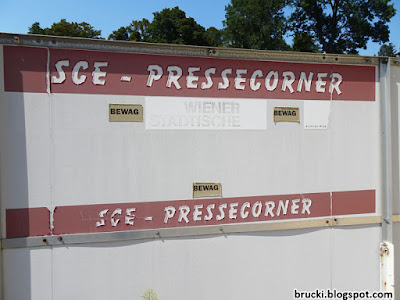 SCE - PRESSECORNER
BEWAG
WIENER
STÄDTISCHE
BEWAG
BEWAG
SCE - PRESSECORNER
brucki.blogspot.com